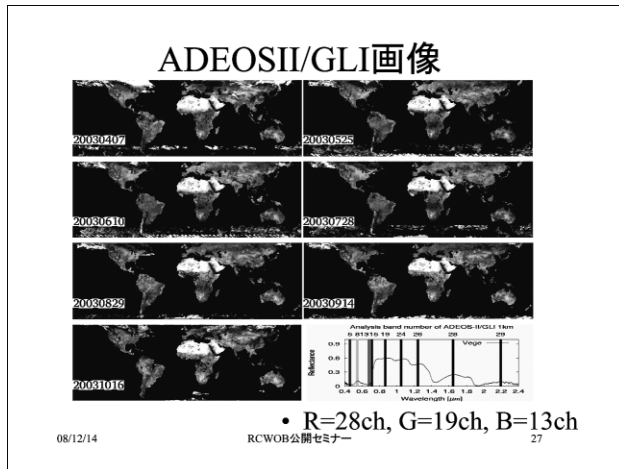 ADEOSII/GLI画像
20030407
20030525
20030610
20030728
20030829
20030914
20031016
Analysis band number of ADEOS-II/GLI 1km
5 8 13 15 19 24 26 28 29
Vege
Reflectance
0.9
0.6
0.3
0
0.4 0.6 0.8 1 1.2 1.4 1.6 1.8 2 2.2 2.4
Wavelength [μm]
• R=28ch, G=19ch, B=13ch
08/12/14 RCWOB公開セミナー 27